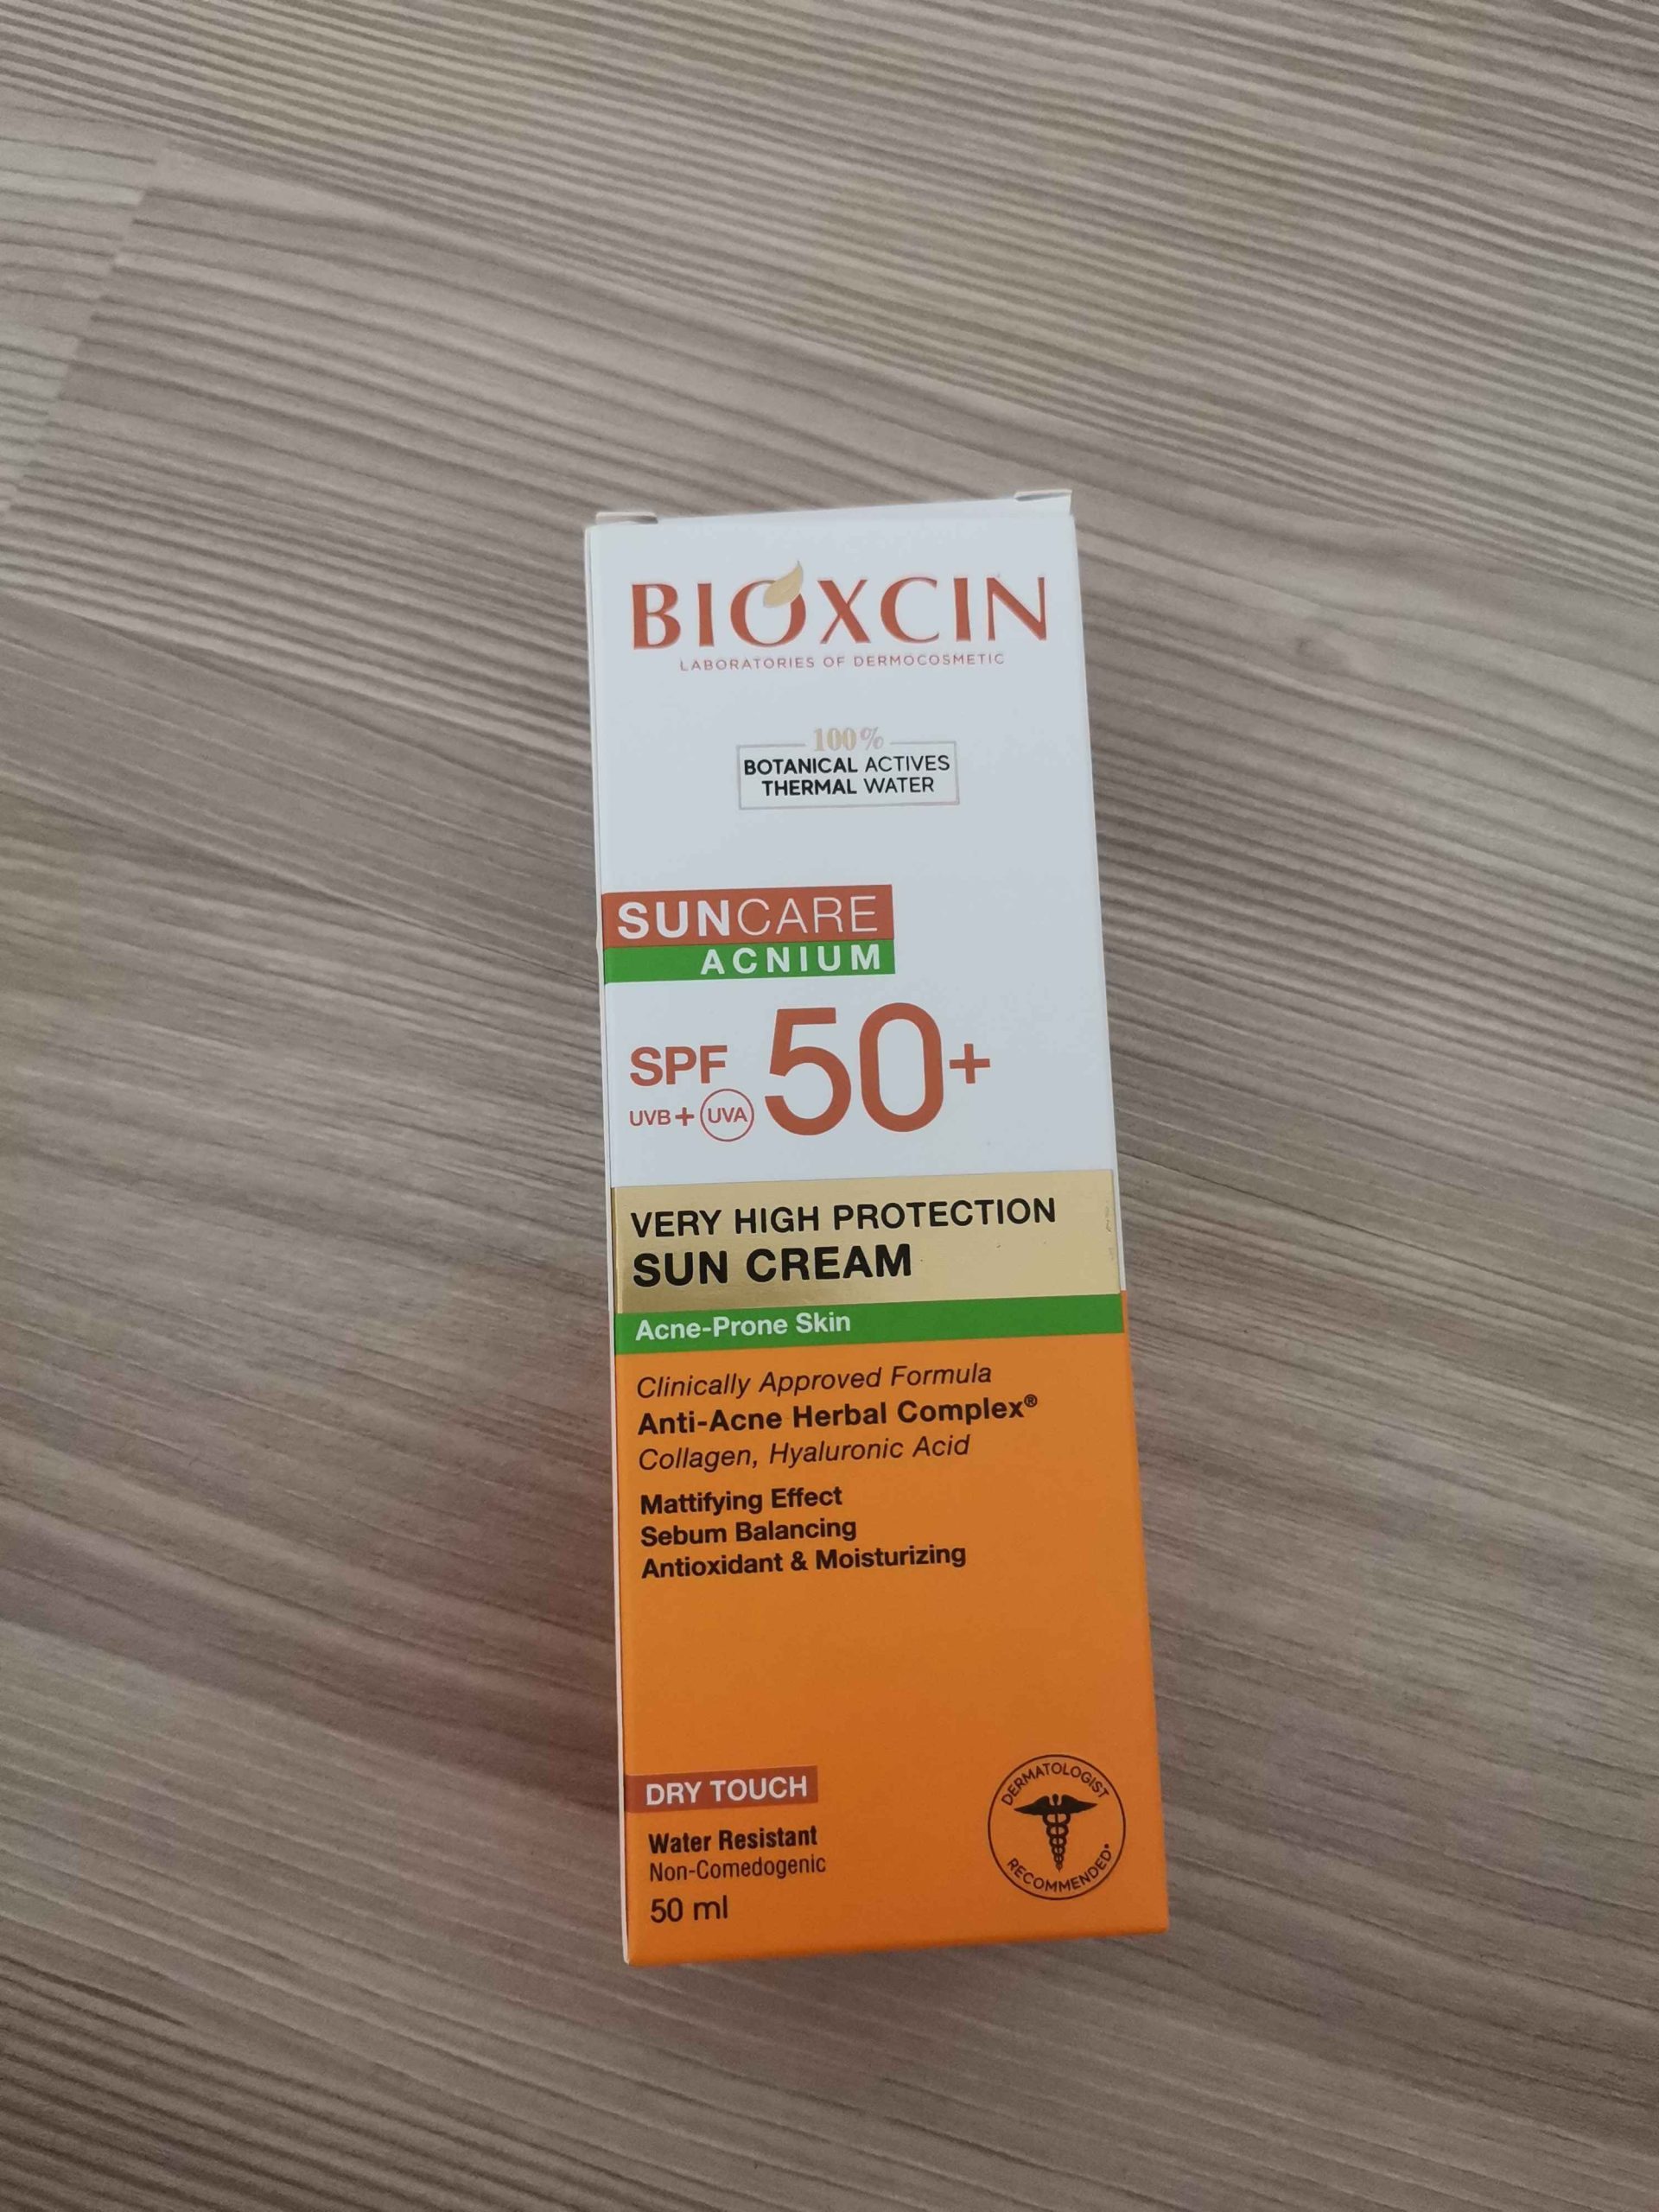 BIOXCIN
LABORATORIES OF DERMOCOSMETIC
100%
BOTANICAL ACTIVES
THERMAL WATER
SUNCARE
ACNIUM
SPF 50+
UVB + UVA
VERY HIGH PROTECTION
SUN CREAM
Acne-Prone Skin
Clinically Approved Formula
Anti-Acne Herbal Complex®
Collagen, Hyaluronic Acid
Mattifying Effect
Sebum Balancing
Antioxidant & Moisturizing
DRY TOUCH
Water Resistant
Non-Comedogenic
50 ml
DERMATOLOGIST
RECOMMENDED*